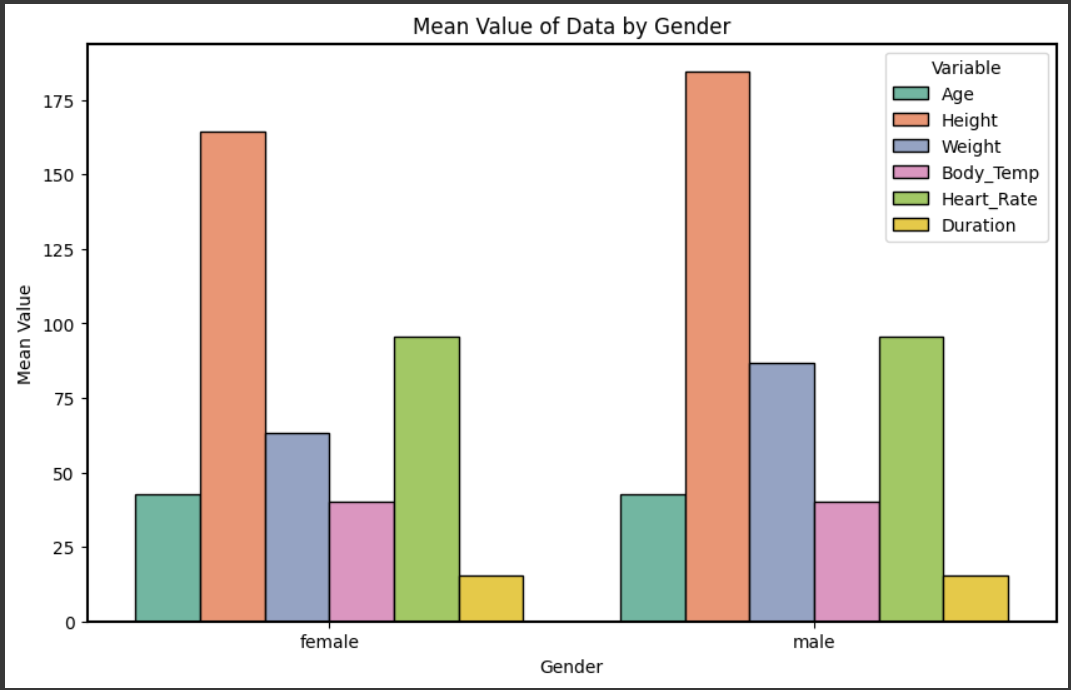 Mean Value of Data by Gender
Variable
Age
Height
Weight
Body_Temp
Heart_Rate
Duration
Mean Value
175
150
125
100
75
50
25
0
female male
Gender